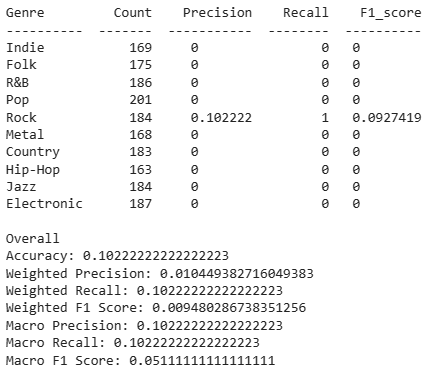 Genre Count Precision Recall F1_score
---------- ------- ----------- -------- ----------
Indie 169 0 0 0
Folk 175 0 0 0
R&B 186 0 0 0
Pop 201 0 0 0
Rock 184 0.102222 1 0.0927419
Metal 168 0 0 0
Country 183 0 0 0
Hip-Hop 163 0 0 0
Jazz 184 0 0 0
Electronic 187 0 0 0
Overall
Accuracy: 0.10222222222222223
Weighted Precision: 0.010449382716049383
Weighted Recall: 0.10222222222222223
Weighted F1 Score: 0.009480286738351256
Macro Precision: 0.10222222222222223
Macro Recall: 0.10222222222222223
Macro F1 Score: 0.05111111111111111